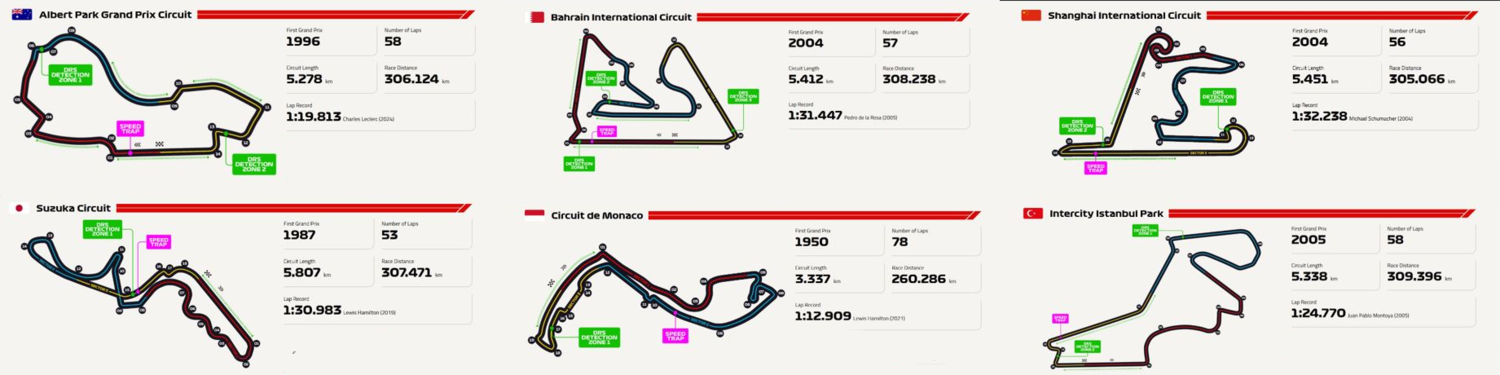 Albert Park Grand Prix Circuit
First Grand Prix
1996
Number of Laps
58
Circuit Length
5.278 km
Race Distance
306.124 km
Lap Record
1:19.813 Charles Leclerc (2024)
DRS
DETECTION
ZONE 1
SPEED
TRAP
DRS
DETECTION
ZONE 2
Bahrain International Circuit
First Grand Prix
2004
Number of Laps
57
Circuit Length
5.412 km
Race Distance
308.238 km
Lap Record
1:31.447 Pedro de la Rosa (2005)
DRS
DETECTION
ZONE 2
DRS
DETECTION
ZONE 3
SPEED
TRAP
DRS
DETECTION
ZONE 1
Shanghai International Circuit
First Grand Prix
2004
Number of Laps
56
Circuit Length
5.451 km
Race Distance
305.066 km
Lap Record
1:32.238 Michael Schumacher (2004)
DRS
DETECTION
ZONE 1
DRS
DETECTION
ZONE 2
SPEED
TRAP
Suzuka Circuit
First Grand Prix
1987
Number of Laps
53
Circuit Length
5.807 km
Race Distance
307.471 km
Lap Record
1:30.983 Lewis Hamilton (2019)
DRS
DETECTION
ZONE 1
SPEED
TRAP
Circuit de Monaco
First Grand Prix
1950
Number of Laps
78
Circuit Length
3.337 km
Race Distance
260.286 km
Lap Record
1:12.909 Lewis Hamilton (2021)
DRS
DETECTION
ZONE 1
SPEED
TRAP
Intercity Istanbul Park
First Grand Prix
2005
Number of Laps
58
Circuit Length
5.338 km
Race Distance
309.396 km
Lap Record
1:24.770 Juan Pablo Montoya (2005)
DRS
DETECTION
SPEED
TRAP
DRS
DETECTION